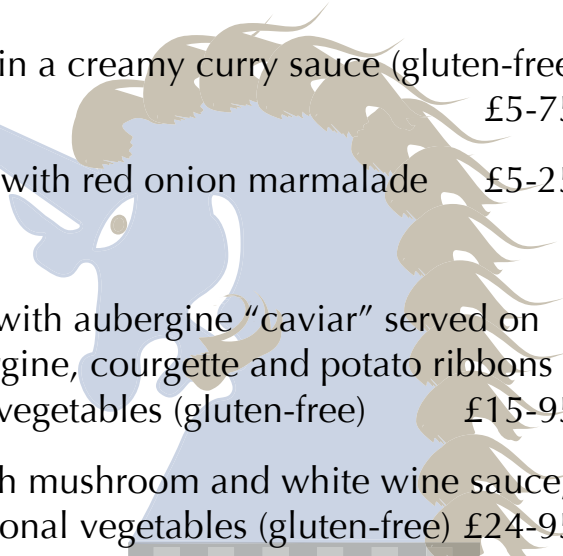 in a creamy curry sauce (gluten-free
£5-75
with red onion marmalade £5-25
with aubergine “caviar” served on
rgine, courgette and potato ribbons
vegetables (gluten-free) £15-95
h mushroom and white wine sauce,
onal vegetables (gluten-free) £24-95